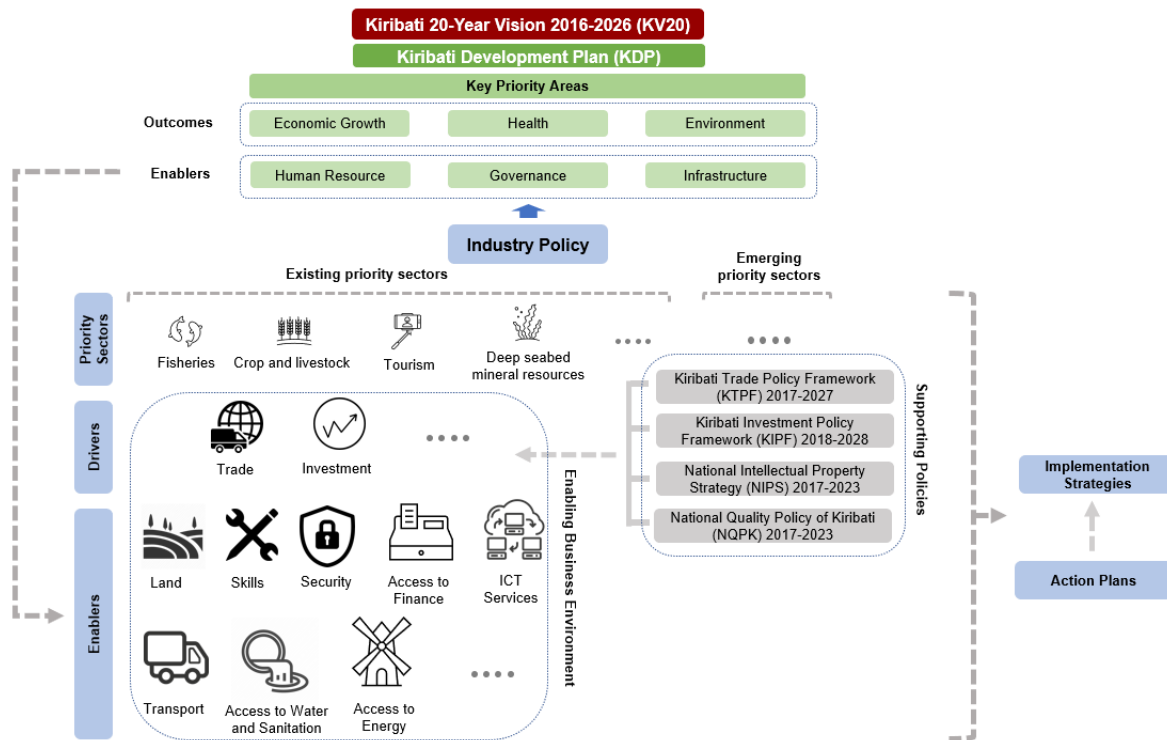 Kiribati 20-Year Vision 2016-2026 (KV20)
Kiribati Development Plan (KDP)
Key Priority Areas
Outcomes
Economic Growth
Health
Environment
Enablers
Human Resource
Governance
Infrastructure
Industry Policy
Existing priority sectors
Emerging
priority sectors
Priority
Sectors
Fisheries
Crop and livestock
Tourism
Deep seabed
mineral resources
Drivers
Trade
Investment
Enablers
Land
Skills
Security
Access to
Finance
ICT
Services
Transport
Access to Water
and Sanitation
Access to
Energy
Enabling Business Environment
Kiribati Trade Policy Framework
(KTPF) 2017-2027
Kiribati Investment Policy
Framework (KIPF) 2018-2028
National Intellectual Property
Strategy (NIPS) 2017-2023
National Quality Policy of Kiribati
(NQPK) 2017-2023
Supporting Policies
Implementation
Strategies
Action Plans